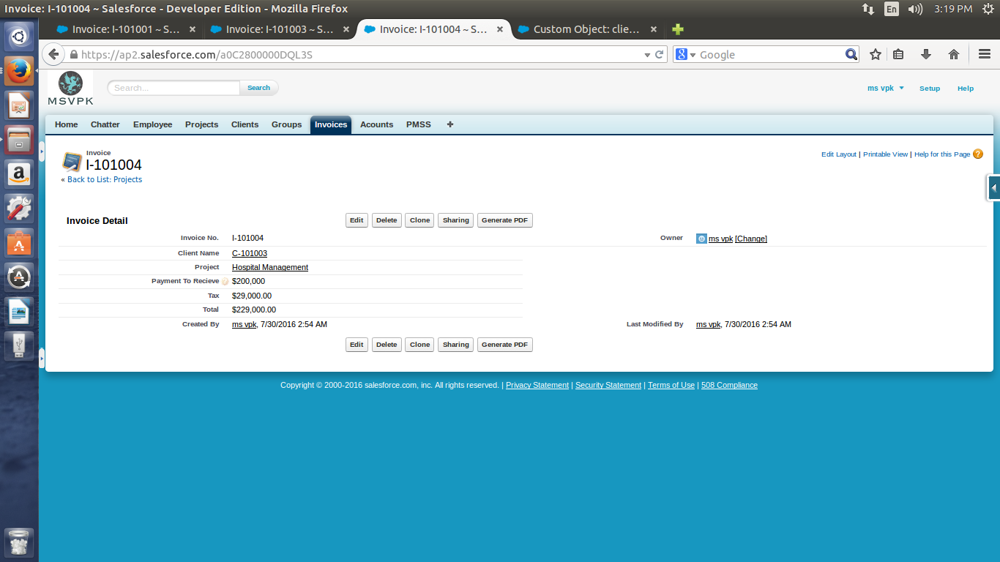 Invoice: I-101004 ~ Salesforce - Developer Edition - Mozilla Firefox
En
3:19 PM
Invoice: I-101001 ~ S...
Invoice: I-101003 ~ S...
Invoice: I-101004 ~ S...
Custom Object: clie...
https://ap2.salesforce.com/a0C2800000DQL3S
Google
MSVPK
Search...
Search
ms vpk
Setup
Help
Home Chatter Employee Projects Clients Groups Invoices Acounts PMSS
Invoice
I-101004
« Back to List: Projects
Edit Layout | Printable View | Help for this Page ?
Invoice Detail
Edit Delete Clone Sharing Generate PDF
Invoice No. I-101004
Owner ms vpk [Change]
Client Name C-101003
Project Hospital Management
Payment To Recieve ? $200,000
Tax $29,000.00
Total $229,000.00
Created By ms vpk, 7/30/2016 2:54 AM
Last Modified By ms vpk, 7/30/2016 2:54 AM
Edit Delete Clone Sharing Generate PDF
Copyright © 2000-2016 salesforce.com, inc. All rights reserved. | Privacy Statement | Security Statement | Terms of Use | 508 Compliance